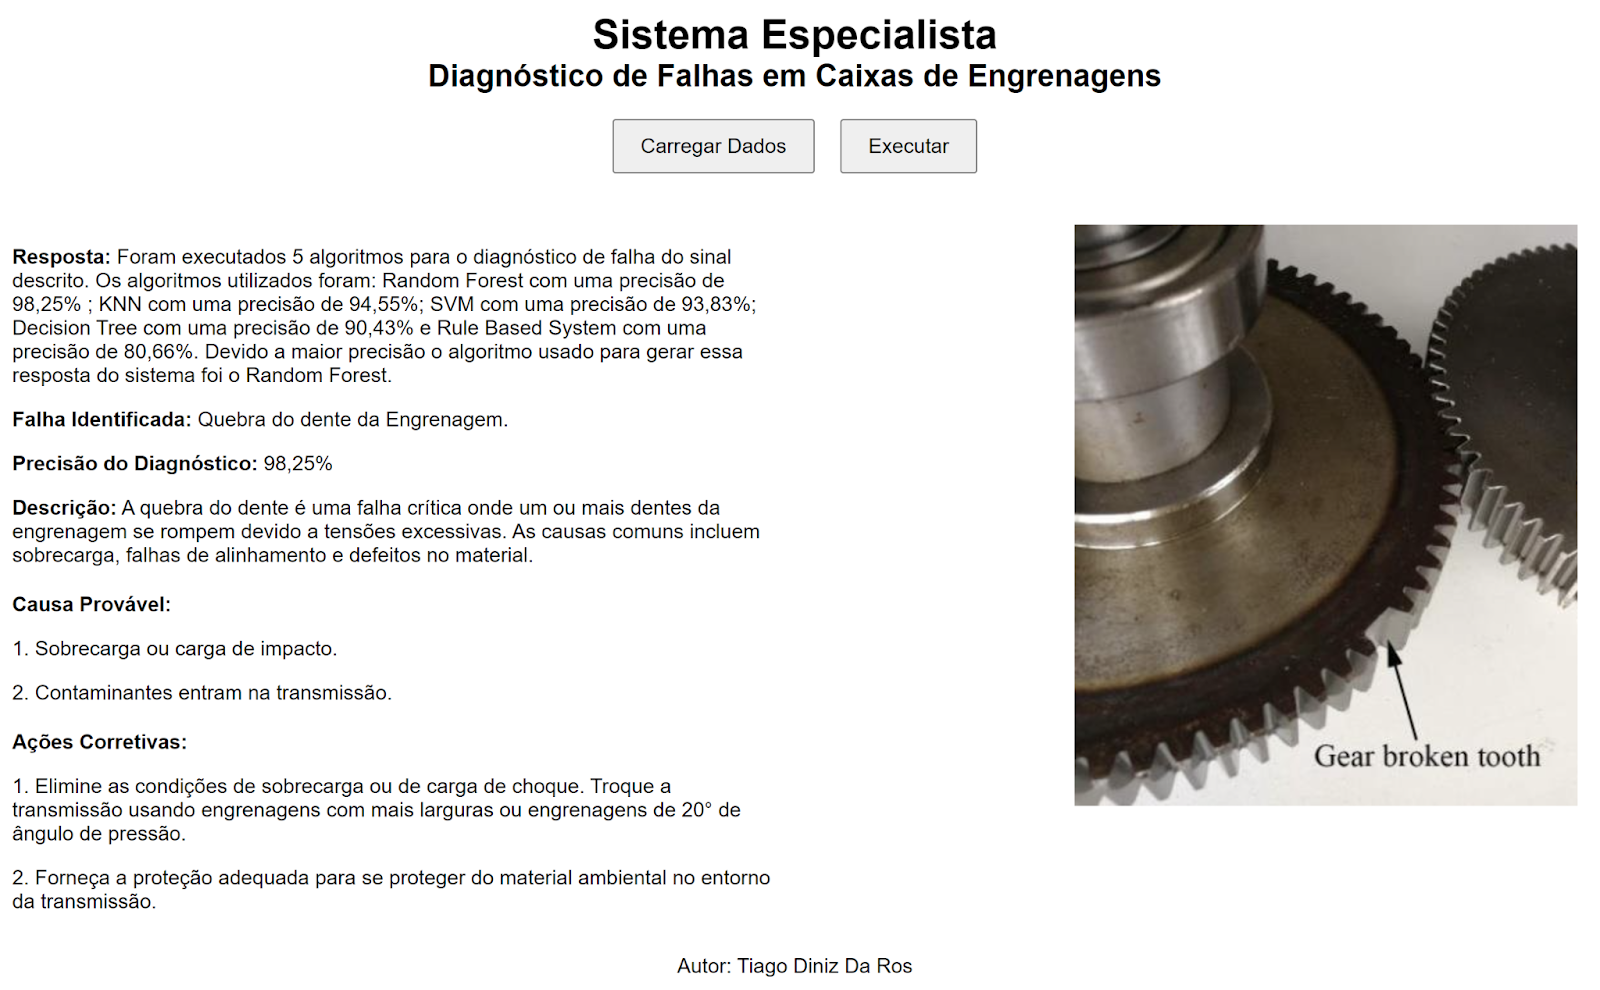 Sistema Especialista
Diagnóstico de Falhas em Caixas de Engrenagens
Carregar Dados
Executar
Resposta: Foram executados 5 algoritmos para o diagnóstico de falha do sinal
descrito. Os algoritmos utilizados foram: Random Forest com uma precisão de
98,25% ; KNN com uma precisão de 94,55%; SVM com uma precisão de 93,83%;
Decision Tree com uma precisão de 90,43% e Rule Based System com uma
precisão de 80,66%. Devido a maior precisão o algoritmo usado para gerar essa
resposta do sistema foi o Random Forest.
Falha Identificada: Quebra do dente da Engrenagem.
Precisão do Diagnóstico: 98,25%
Descrição: A quebra do dente é uma falha crítica onde um ou mais dentes da
engrenagem se rompem devido a tensões excessivas. As causas comuns incluem
sobrecarga, falhas de alinhamento e defeitos no material.
Causa Provável:
1. Sobrecarga ou carga de impacto.
2. Contaminantes entram na transmissão.
Ações Corretivas:
1. Elimine as condições de sobrecarga ou de carga de choque. Troque a
transmissão usando engrenagens com mais larguras ou engrenagens de 20° de
ângulo de pressão.
2. Forneça a proteção adequada para se proteger do material ambiental no entorno
da transmissão.
Gear broken tooth
Autor: Tiago Diniz Da Ros